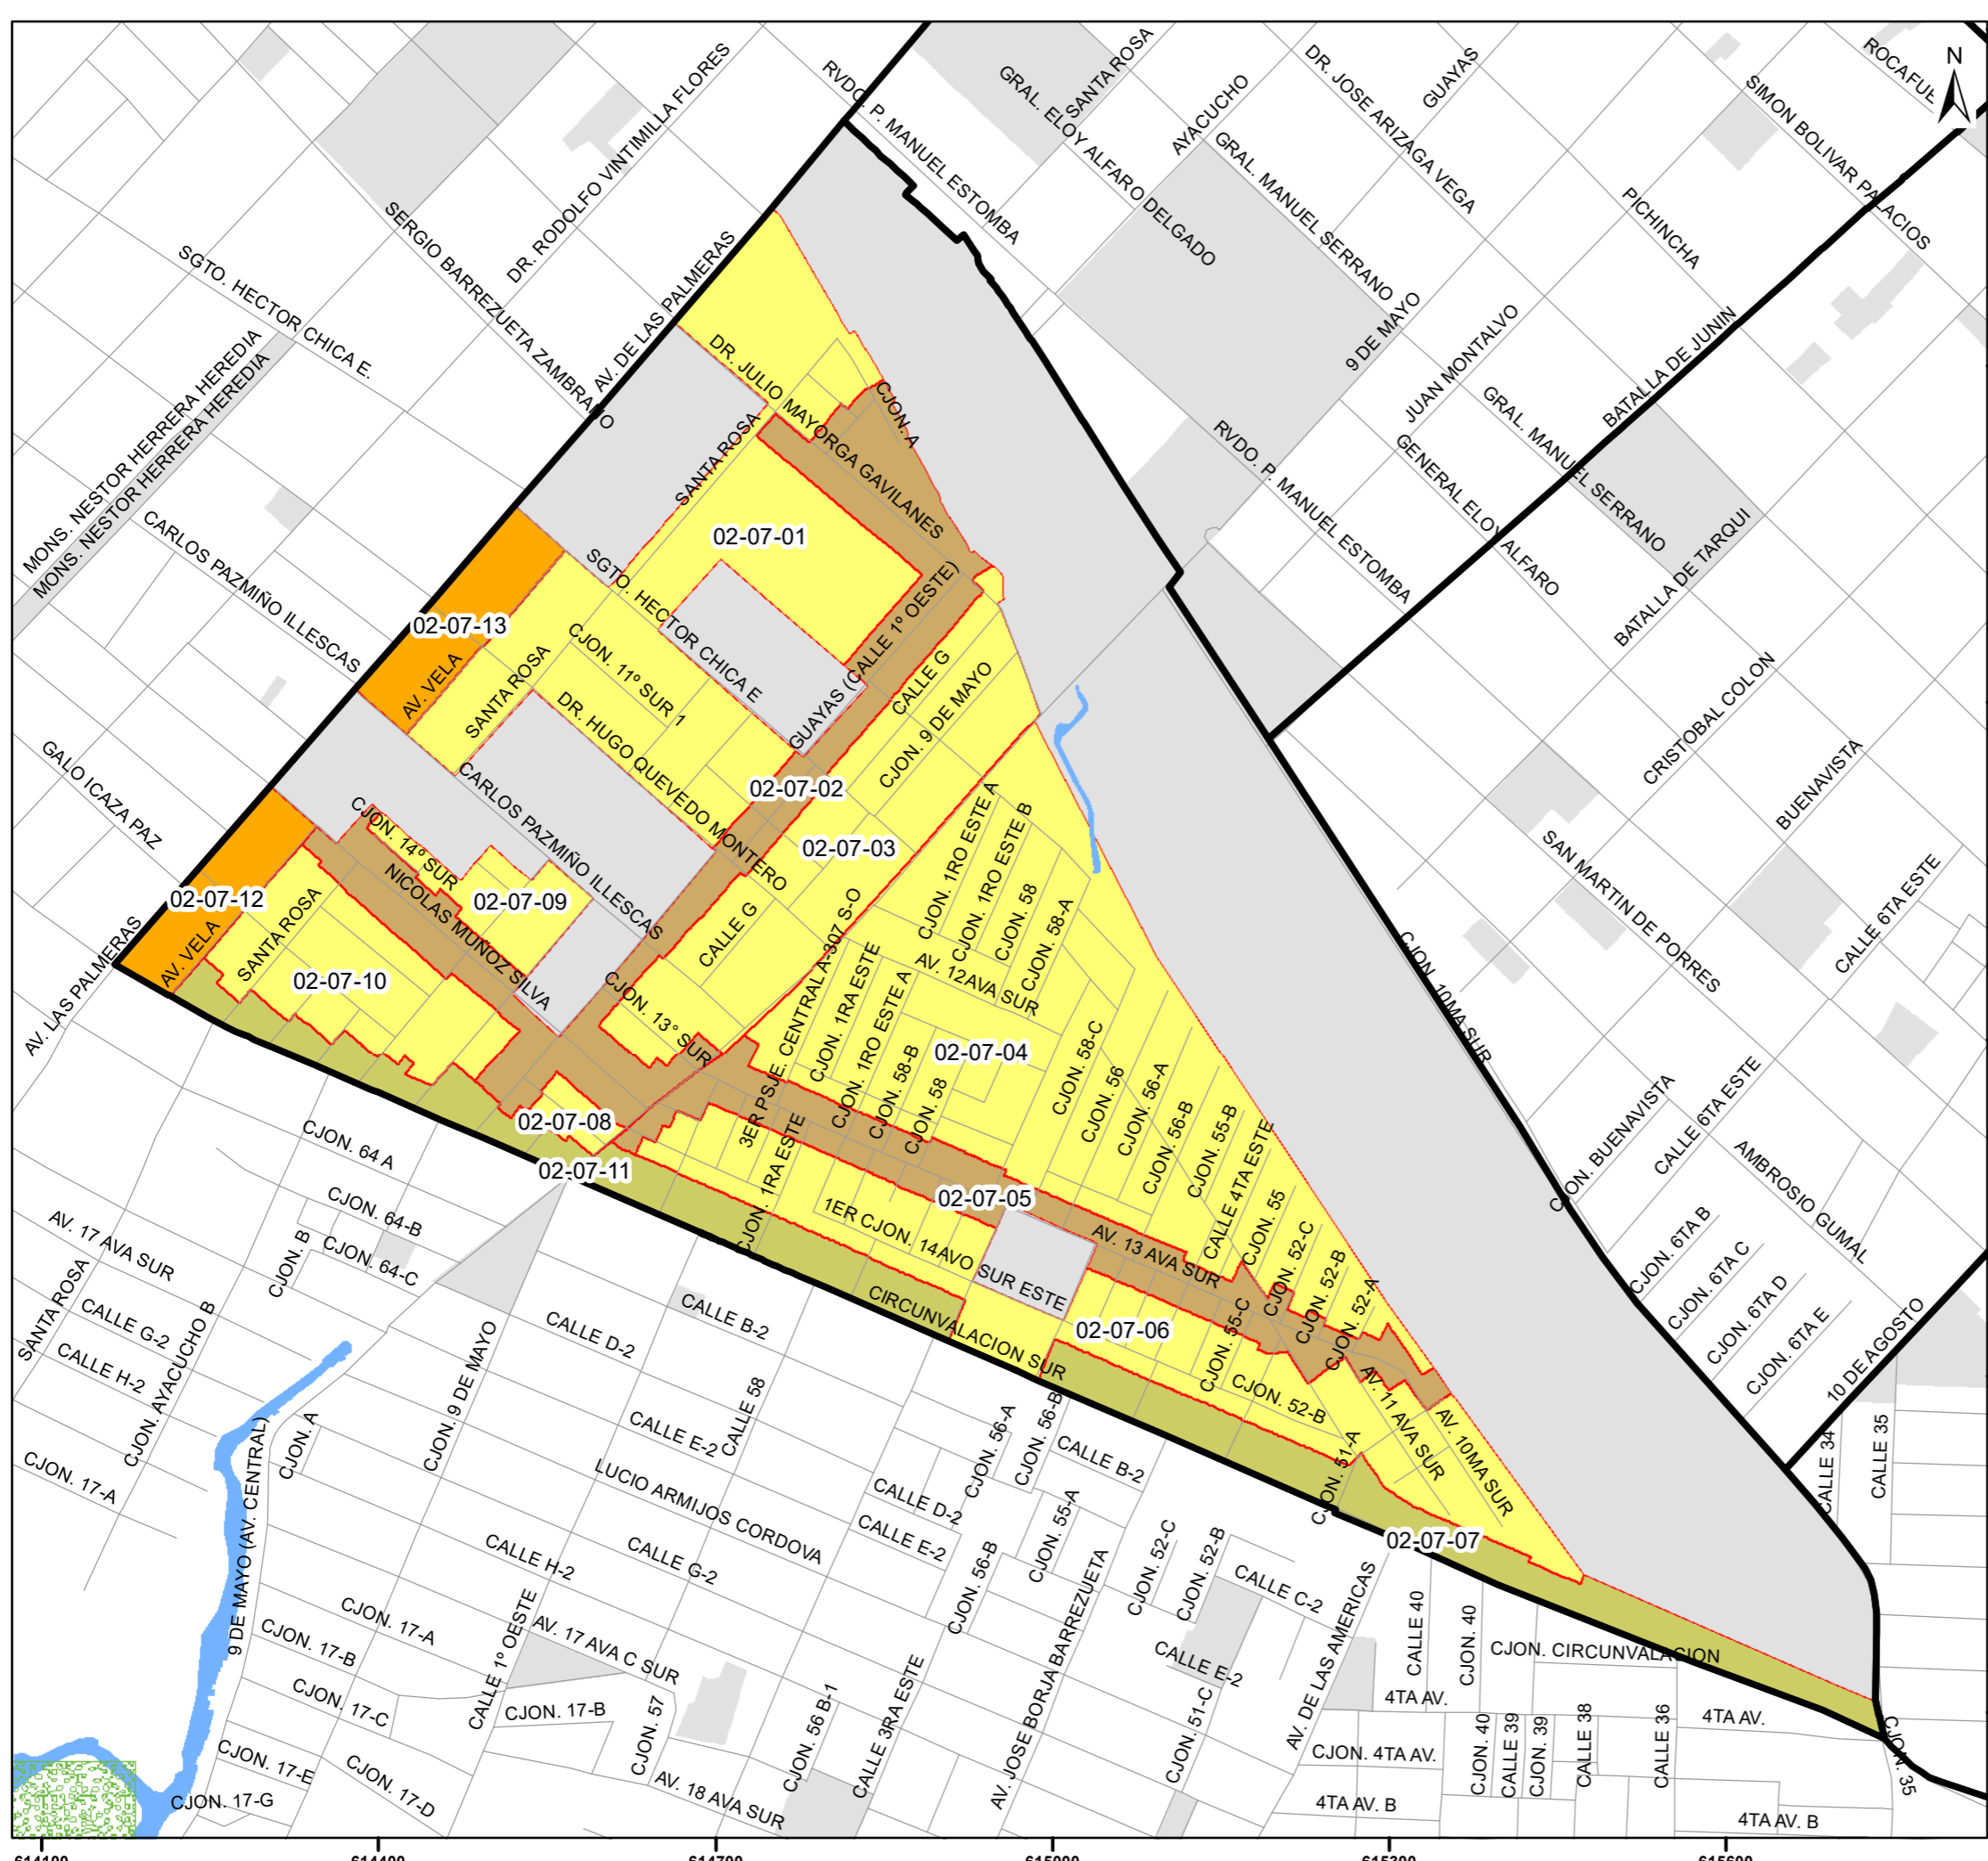 N
ROCAFUE
SANTA ROSA
GUAYAS
DR. JOSE ARIZAGA VEGA
SIMON BOLIVAR PALACIOS
RVDO. P. MANUEL ESTOMBA
GRAL. ELOY ALFARO DELGADO
AYACUCHO
GRAL. MANUEL SERRANO
PICHINCHA
DR. RODOLFO VINTIMILLA FLORES
SERGIO BARREZUETA ZAMBRANO
SGTO. HECTOR CHICA E.
AV. DE LAS PALMERAS
9 DE MAYO
JUAN MONTALVO
BATALLA DE JUNIN
MONS. NESTOR HERRERA HEREDIA
MONS. NESTOR HERRERA HEREDIA
DR. JULIO MAYORGA GAVILANES
CJON. A
SANTA ROSA
GRAL. MANUEL SERRANO
RVDO. P. MANUEL ESTOMBA
GENERAL ELOY ALFARO
BATALLA DE TARQUI
CARLOS PAZMIÑO ILLESCAS
02-07-01
SGTO. HECTOR CHICA E
GUAYAS (CALLE 1º OESTE)
02-07-13
AV. VELA
SANTA ROSA
CJON. 11º SUR 1
CALLE G
CJON. 9 DE MAYO
CRISTOBAL COLON
BUENAVISTA
GALO ICAZA PAZ
DR. HUGO QUEVEDO MONTERO
CARLOS PAZMIÑO ILLESCAS
02-07-02
02-07-03
CJON. 1RO ESTE A
CJON. 1RO ESTE B
CJON. 58
CJON. 58-A
SAN MARTIN DE PORRES
CALLE 6TA ESTE
CJON. 14º SUR
02-07-09
NICOLAS MUÑOZ SILVA
02-07-12
AV. VELA
AV. LAS PALMERAS
SANTA ROSA
02-07-10
CALLE G
CJON. 13° SUR
3ER PSJE. CENTRAL A-307 S-O
CJON. 1RA ESTE
CJON. 1RO ESTE A
AV. 12AVA SUR
CJON. 58-B
CJON. 58
02-07-04
CJON. 58-C
CJON. 56
CJON. 56-A
CJON. 56-B
CJON. 55-B
CALLE 4TA ESTE
CJON. 55
CJON. 52-C
CJON. 52-B
CJON. 52-A
CJON. 10MA SUR
CJON. BUENAVISTA
CALLE 6TA ESTE
AMBROSIO GUMAL
CJON. 6TA B
CJON. 6TA C
CJON. 6TA D
CJON. 6TA E
10 DE AGOSTO
02-07-08
02-07-11
CJON. 1RA ESTE
02-07-05
1ER CJON. 14AVO
SUR ESTE
AV. 13 AVA SUR
CIRCUNVALACION SUR
02-07-06
CJON. 55-C
CJON. 52-B
AV. 11 AVA SUR
AV. 10MA SUR
CJON. 51-A
02-07-07
CJON. 64 A
CJON. 64-B
CJON. 64-C
CJON. B
AV. 17 AVA SUR
SANTA ROSA
CALLE G-2
CALLE H-2
CJON. AYACUCHO B
CJON. 17-A
9 DE MAYO (AV. CENTRAL)
CJON. A
CJON. 9 DE MAYO
CALLE D-2
CALLE B-2
CALLE E-2
CALLE 58
LUCIO ARMIJOS CORDOVA
CALLE H-2
CALLE G-2
CALLE D-2
CALLE E-2
CJON. 56-A
CJON. 56-B
CALLE B-2
CJON. 55-A
CJON. 56-B
CJON. 52-C
CJON. 52-B
CALLE C-2
CALLE E-2
CALLE 34
CALLE 35
CALLE 40
CJON. 40
CJON. CIRCUNVALACION
CJON. 17-A
CJON. 17-B
CJON. 17-C
CJON. 17-E
CJON. 17-G
CJON. 17-D
CALLE 1º OESTE
AV. 17 AVA C SUR
CJON. 17-B
CJON. 57
AV. 18 AVA SUR
CJON. 56 B-1
CALLE 3RA ESTE
AV. JOSE BORJA BARREZUETA
CJON. 51-C
AV. DE LAS AMERICAS
4TA AV.
4TA AV.
CJON. 4TA AV.
CJON. 40
CALLE 39
CJON. 39
CALLE 38
CALLE 36
CJON. 35
4TA AV. B
4TA AV. B